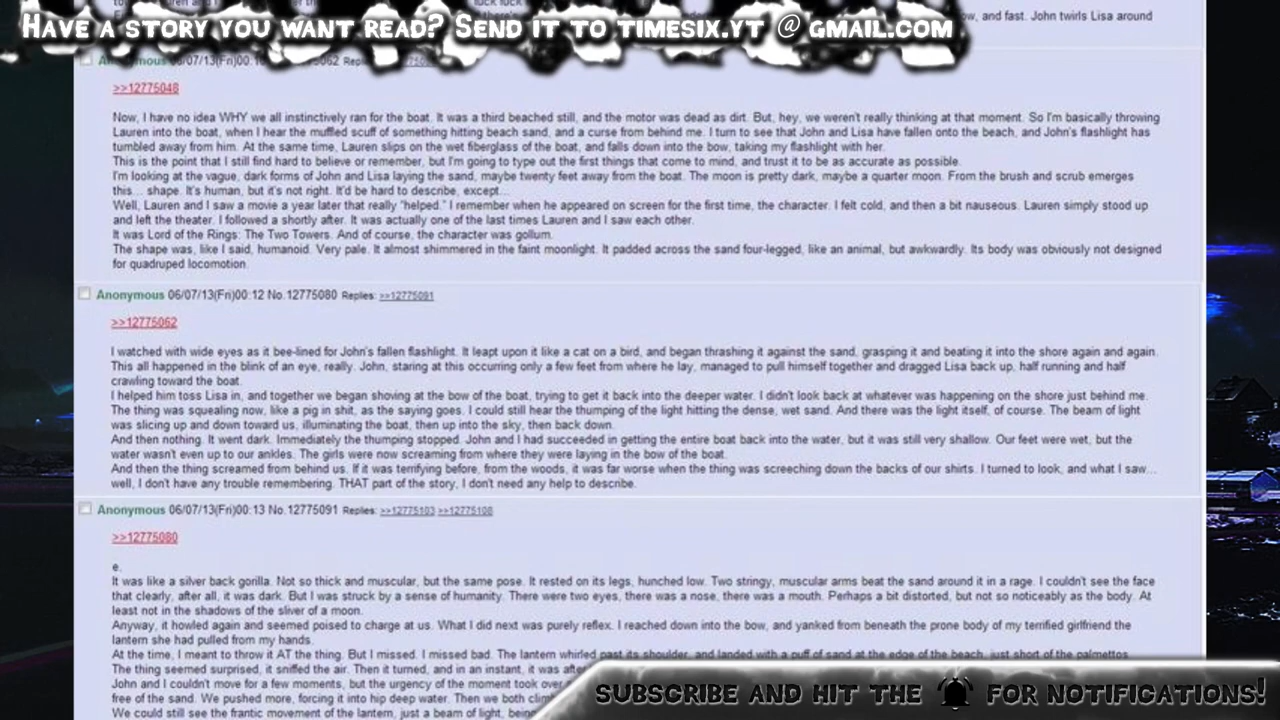 Have a story you want read? Send it to timesix.yt @ gmail.com
ow, and fast. John twirls Lisa around
>>12775048
Now, I have no idea WHY we all instinctively ran for the boat. It was a third beached still, and the motor was dead as dirt. But, hey, we weren't really thinking at that moment. So I'm basically throwing
Lauren into the boat, when I hear the muffled scuff of something hitting beach sand, and a curse from behind me. I turn to see that John and Lisa have fallen onto the beach, and John's flashlight has
tumbled away from him. At the same time, Lauren slips on the wet fiberglass of the boat, and falls down into the bow, taking my flashlight with her.
This is the point that I still find hard to believe or remember, but I'm going to type out the first things that come to mind, and trust it to be as accurate as possible.
I'm looking at the vague, dark forms of John and Lisa laying the sand, maybe twenty feet away from the boat. The moon is pretty dark, maybe a quarter moon. From the brush and scrub emerges
this... shape. It's human, but it's not right. It'd be hard to describe, except...
Well, Lauren and I saw a movie a year later that really "helped." I remember when he appeared on screen for the first time, the character. I felt cold, and then a bit nauseous. Lauren simply stood up
and left the theater. I followed a shortly after. It was actually one of the last times Lauren and I saw each other.
It was Lord of the Rings: The Two Towers. And of course, the character was gollum.
The shape was, like I said, humanoid. Very pale. It almost shimmered in the faint moonlight. It padded across the sand four-legged, like an animal, but awkwardly. Its body was obviously not designed
for quadruped locomotion.
Anonymous 06/07/13(Fri)00:12 No.12775080 Replies: >>12775091
>>12775062
I watched with wide eyes as it bee-lined for John's fallen flashlight. It leapt upon it like a cat on a bird, and began thrashing it against the sand, grasping it and beating it into the shore again and again.
This all happened in the blink of an eye, really. John, staring at this occurring only a few feet from where he lay, managed to pull himself together and dragged Lisa back up, half running and half
crawling toward the boat.
I helped him toss Lisa in, and together we began shoving at the bow of the boat, trying to get it back into the deeper water. I didn't look back at whatever was happening on the shore just behind me.
The thing was squealing now, like a pig in shit, as the saying goes. I could still hear the thumping of the light hitting the dense, wet sand. And there was the light itself, of course. The beam of light
was slicing up and down toward us, illuminating the boat, then up into the sky, then back down.
And then nothing. It went dark. Immediately the thumping stopped. John and I had succeeded in getting the entire boat back into the water, but it was still very shallow. Our feet were wet, but the
water wasn't even up to our ankles. The girls were now screaming from where they were laying in the bow of the boat.
And then the thing screamed from behind us. If it was terrifying before, from the woods, it was far worse when the thing was screeching down the backs of our shirts. I turned to look, and what I saw...
well, I don't have any trouble remembering. THAT part of the story, I don't need any help to describe.
Anonymous 06/07/13(Fri)00:13 No.12775091 Replies: >>12775103 >>12775108
>>12775080
e.
It was like a silver back gorilla. Not so thick and muscular, but the same pose. It rested on its legs, hunched low. Two stringy, muscular arms beat the sand around it in a rage. I couldn't see the face
that clearly, after all, it was dark. But I was struck by a sense of humanity. There were two eyes, there was a nose, there was a mouth. Perhaps a bit distorted, but not so noticeably as the body. At
least not in the shadows of the sliver of a moon.
Anyway, it howled again and seemed poised to charge at us. What I did next was purely reflex. I reached down into the bow, and yanked from beneath the prone body of my terrified girlfriend the
lantern she had pulled from my hands.
At the time, I meant to throw it AT the thing. But I missed. I missed bad. The lantern whirled past its shoulder, and landed with a puff of sand at the edge of the beach, just short of the palmettos.
The thing seemed surprised, it sniffed the air. Then it turned, and in an instant, it was after
John and I couldn't move for a few moments, but the urgency of the moment took over
free of the sand. We pushed more, forcing it into hip deep water. Then we both clim
We could still see the frantic movement of the lantern, just a beam of light, being
subscribe and hit the for notifications!